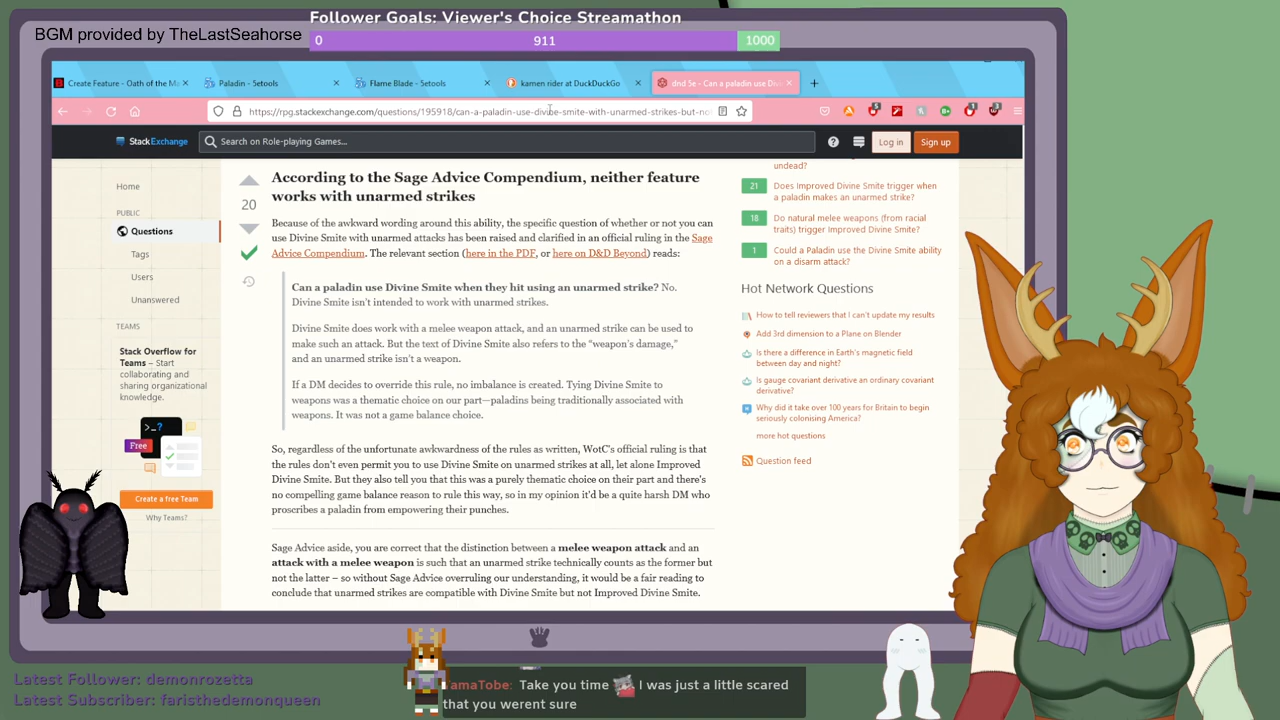 Follower Goals: Viewer's Choice Streamathon
BGM provided by TheLastSeahorse
0 911 1000
Create Feature - Oath of the Ma
Paladin - 5etools
Flame Blade - 5etools
kamen rider at DuckDuckGo
dnd 5e - Can a paladin use Divi
https://rpg.stackexchange.com/questions/195918/can-a-paladin-use-divine-smite-with-unarmed-strikes-but-no
StackExchange
Search on Role-playing Games...
Log in
Sign up
Home
PUBLIC
Questions
Tags
Users
Unanswered
TEAMS
Stack Overflow for
Teams – Start
collaborating and
sharing organizational
knowledge.
>_?
Free
Create a free Team
Why Teams?
20
According to the Sage Advice Compendium, neither feature
works with unarmed strikes
Because of the awkward wording around this ability, the specific question of whether or not you can
use Divine Smite with unarmed attacks has been raised and clarified in an official ruling in the Sage
Advice Compendium. The relevant section (here in the PDF, or here on D&D Beyond) reads:
Can a paladin use Divine Smite when they hit using an unarmed strike? No.
Divine Smite isn't intended to work with unarmed strikes.
Divine Smite does work with a melee weapon attack, and an unarmed strike can be used to
make such an attack. But the text of Divine Smite also refers to the “weapon's damage,”
and an unarmed strike isn't a weapon.
If a DM decides to override this rule, no imbalance is created. Tying Divine Smite to
weapons was a thematic choice on our part—paladins being traditionally associated with
weapons. It was not a game balance choice.
So, regardless of the unfortunate awkwardness of the rules as written, WotC's official ruling is that
the rules don't even permit you to use Divine Smite on unarmed strikes at all, let alone Improved
Divine Smite. But they also tell you that this was a purely thematic choice on their part and there's
no compelling game balance reason to rule this way, so in my opinion it'd be a quite harsh DM who
proscribes a paladin from empowering their punches.
Sage Advice aside, you are correct that the distinction between a melee weapon attack and an
attack with a melee weapon is such that an unarmed strike technically counts as the former but
not the latter – so without Sage Advice overruling our understanding, it would be a fair reading to
conclude that unarmed strikes are compatible with Divine Smite but not Improved Divine Smite.
undead?
21 Does Improved Divine Smite trigger when
a paladin makes an unarmed strike?
18 Do natural melee weapons (from racial
traits) trigger Improved Divine Smite?
1 Could a Paladin use the Divine Smite ability
on a disarm attack?
Hot Network Questions
How to tell reviewers that I can't update my results
Add 3rd dimension to a Plane on Blender
Is there a difference in Earth's magnetic field
between day and night?
Is gauge covariant derivative an ordinary covariant
derivative?
Why did it take over 100 years for Britain to begin
seriously colonising America?
more hot questions
Question feed
Latest Follower: demonrozetta
Latest Subscriber: faristhedemonqueen
amaTobe: Take you time I was just a little scared
that you werent sure